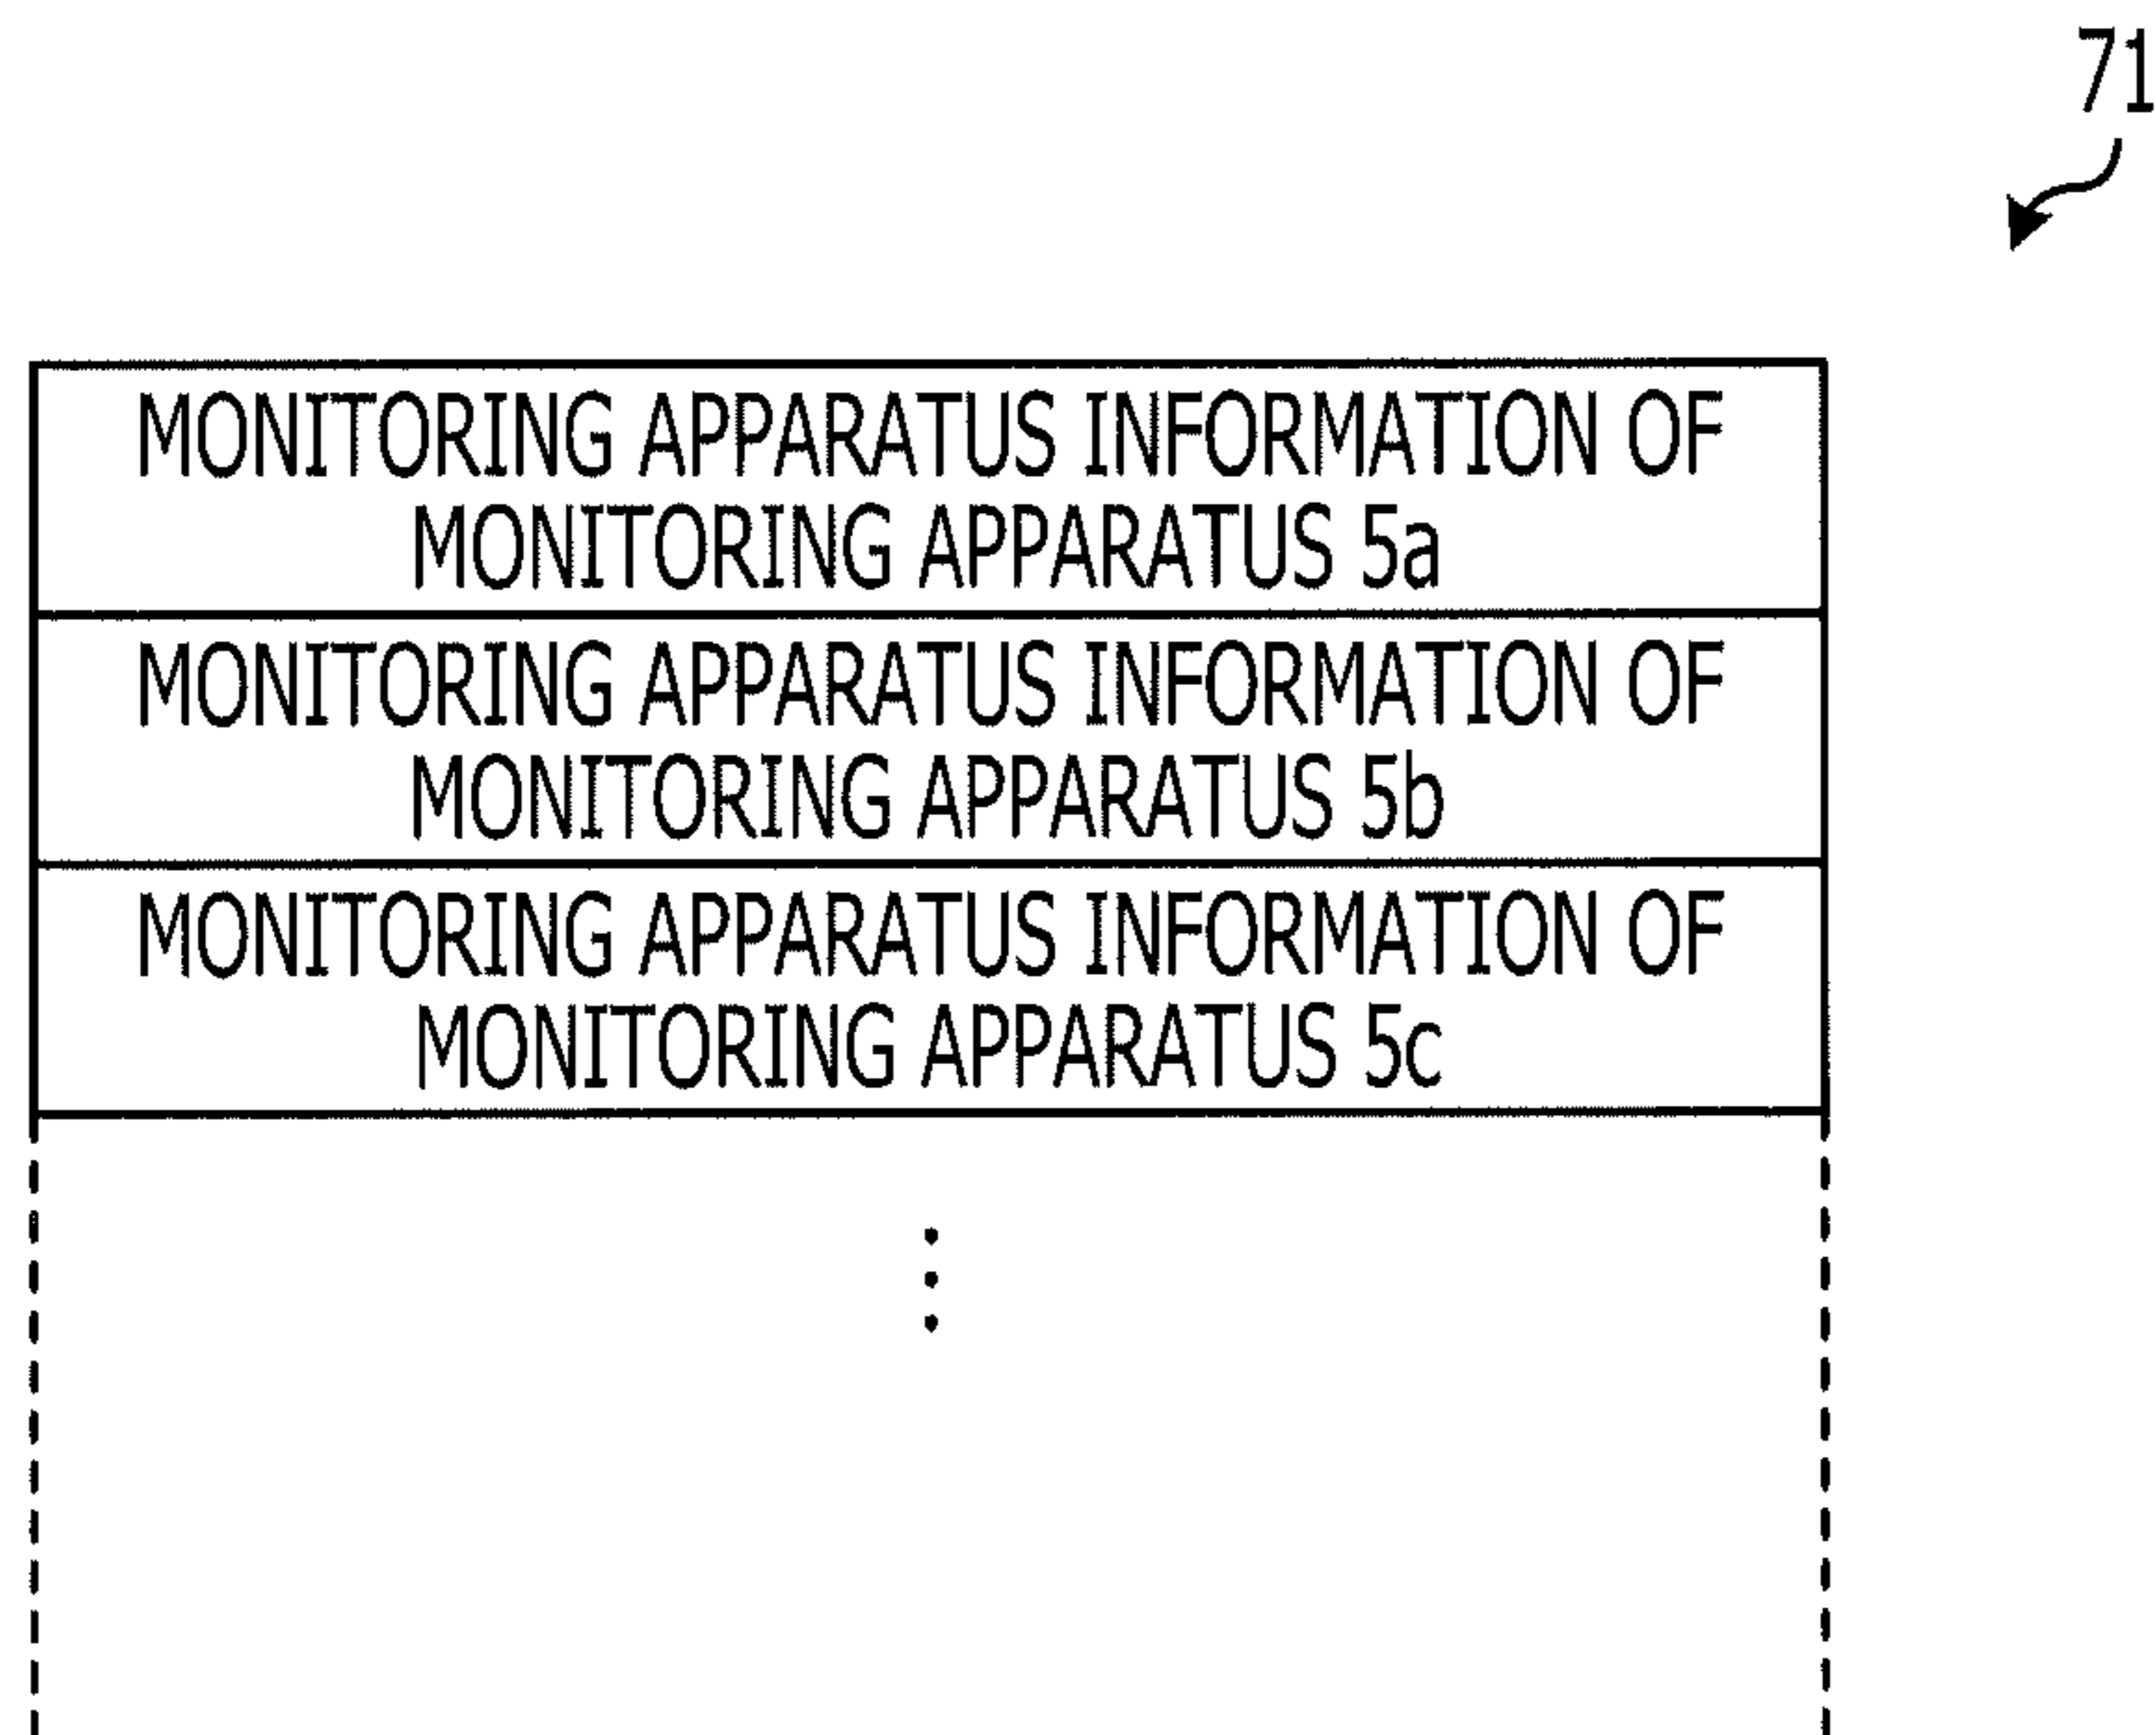 71
MONITORING APPARATUS INFORMATION OF
MONITORING APPARATUS 5a
MONITORING APPARATUS INFORMATION OF
MONITORING APPARATUS 5b
MONITORING APPARATUS INFORMATION OF
MONITORING APPARATUS 5c